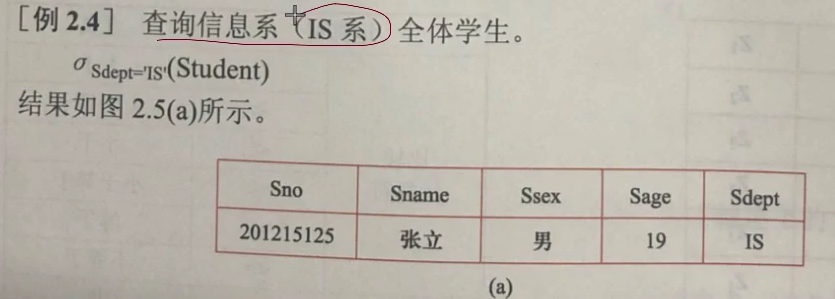 [例 2.4] 查询信息系（IS 系）全体学生。
σ Sdept='IS'(Student)
结果如图 2.5(a)所示。
Sno Sname Ssex Sage Sdept
201215125 张立 男 19 IS
(a)